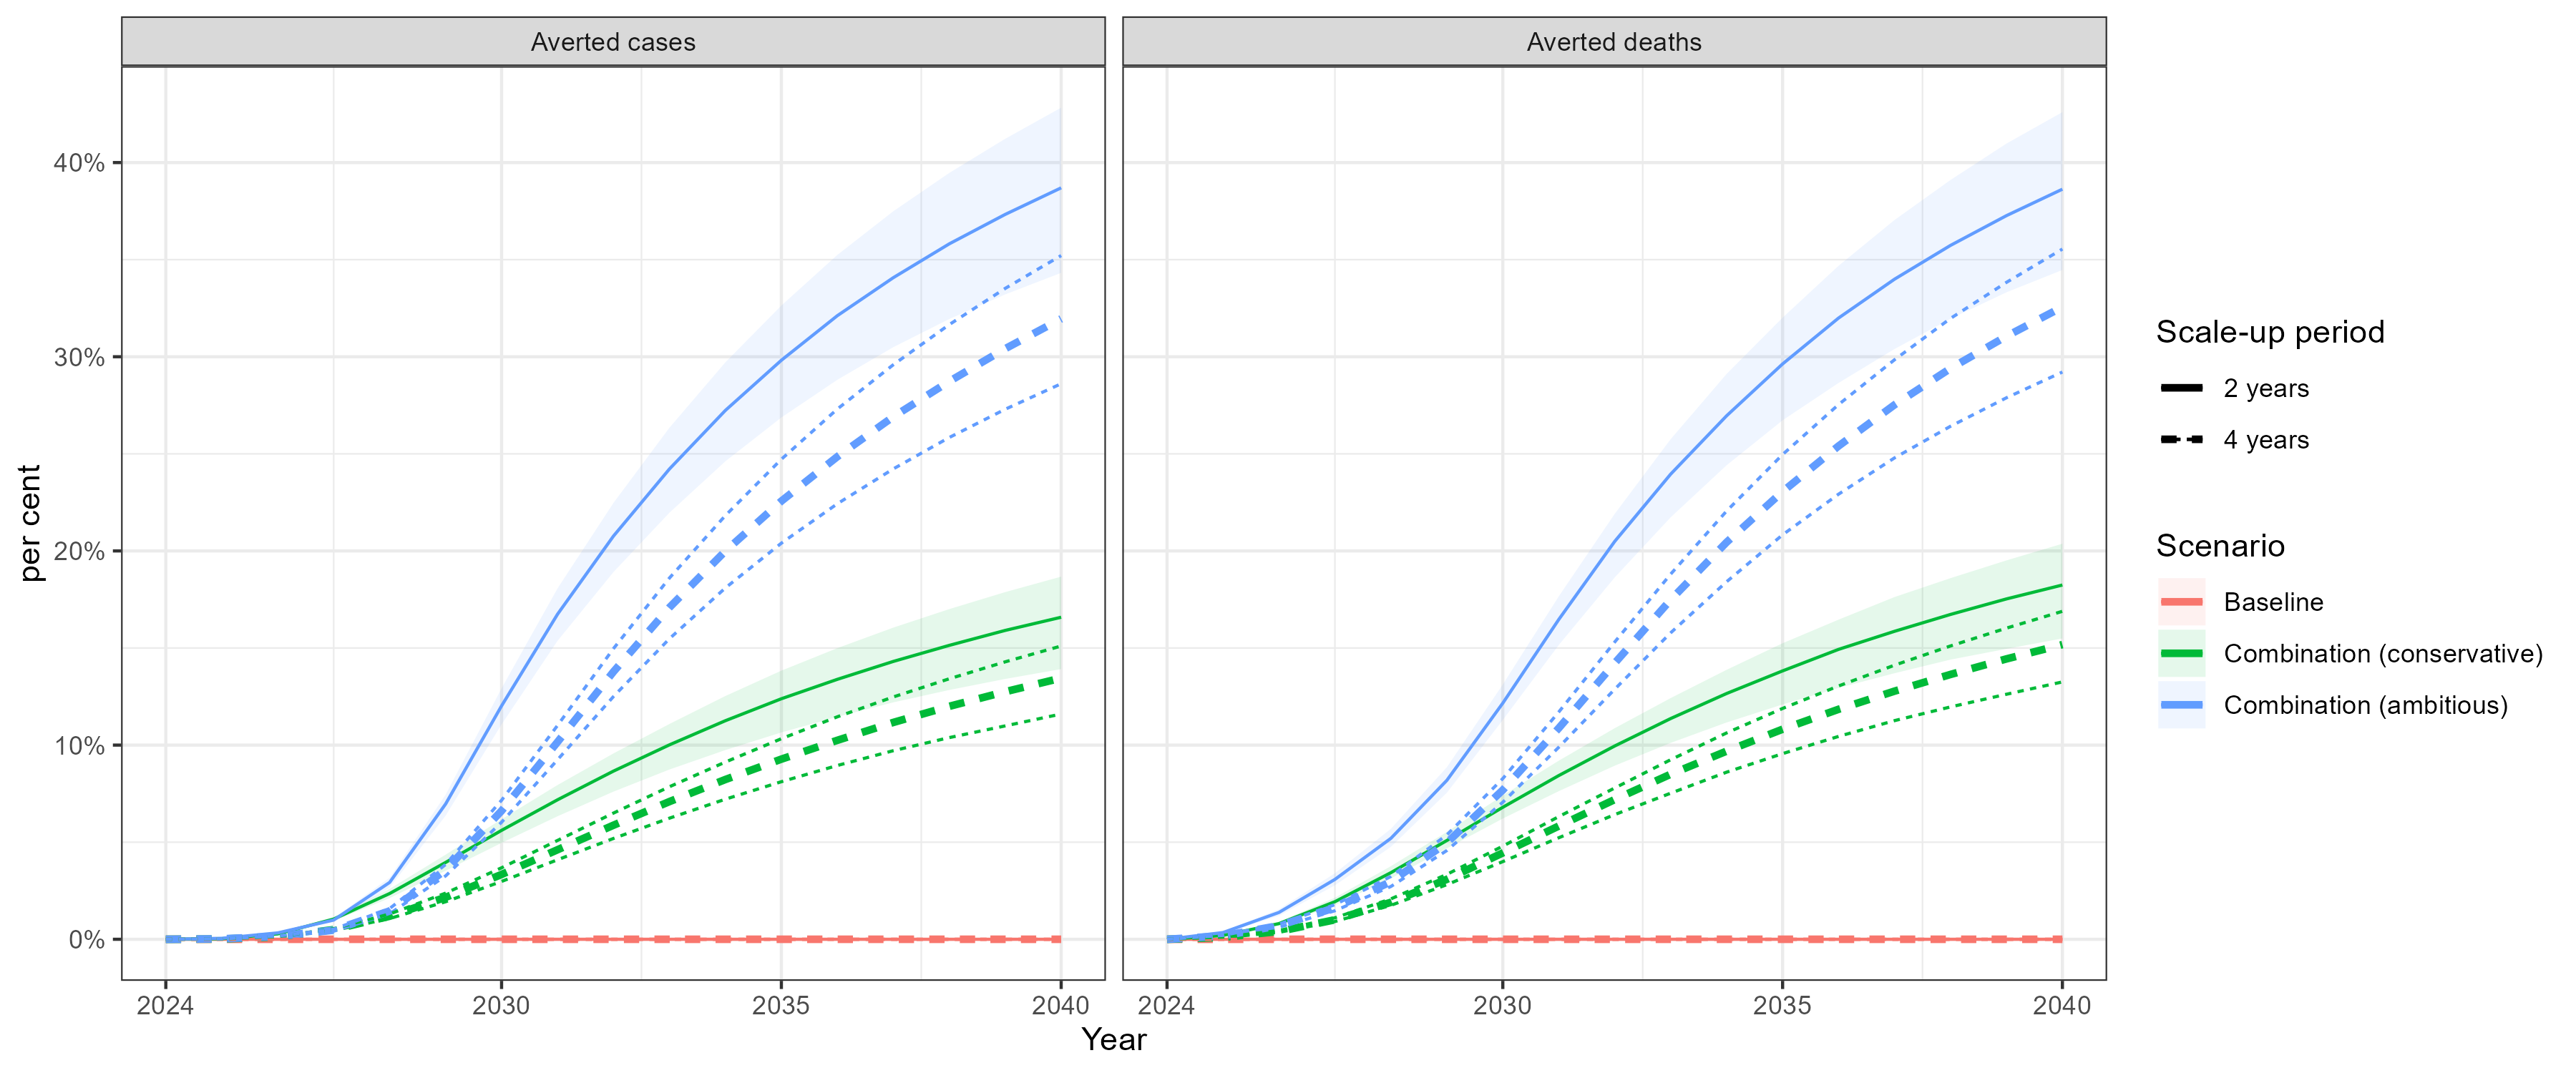 Averted cases
Averted deaths
per cent
40%
30%
20%
10%
0%
2024
2030
2035
2040
2024
2030
2035
2040
Year
Scale-up period
2 years
4 years
Scenario
Baseline
Combination (conservative)
Combination (ambitious)